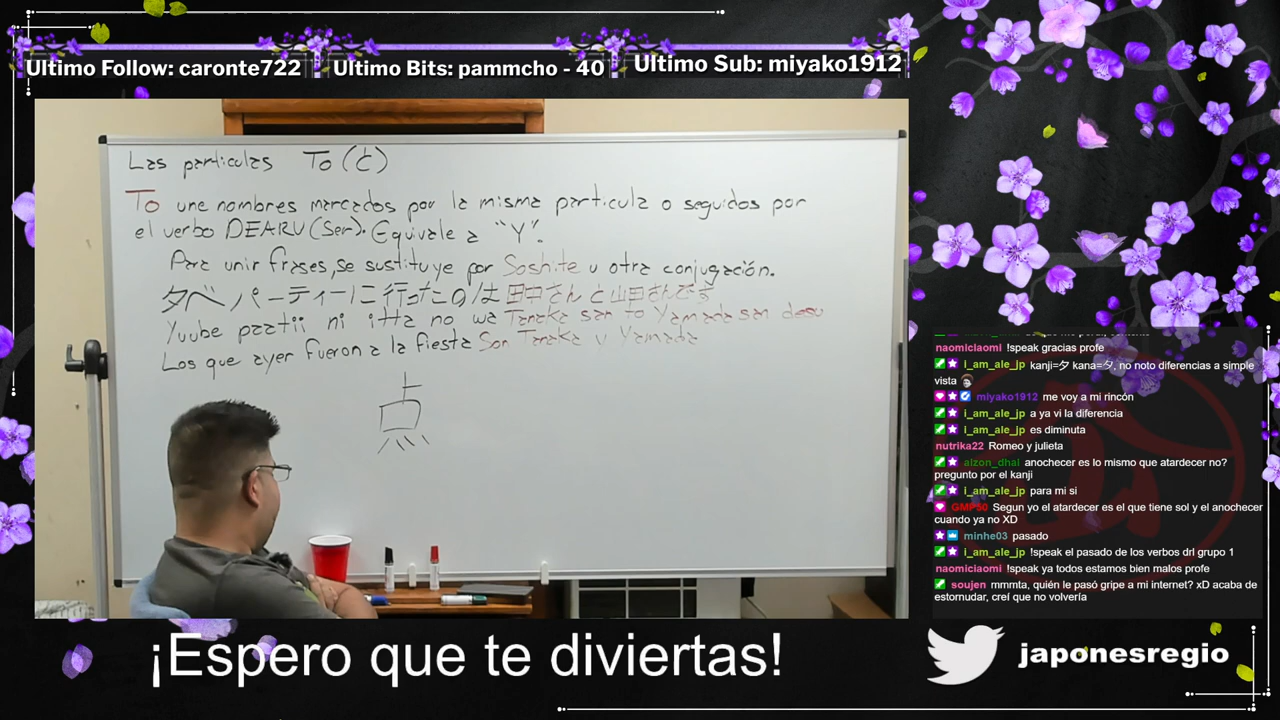 Ultimo Follow: caronte722
Ultimo Bits: pammcho - 40
Ultimo Sub: miyako1912
Las particulas To (と)
To une nombres marcados por la misma particula o seguidos por
el verbo DEARU (Ser). Equivale a "Y".
Para unir frases, se sustituye por Soshite u otra conjugación.
夕べ パーティーに行ったのは田中さんと山田さんです
Yuube paatii ni itta no wa Tanaka san to Yamada san desu
Los que ayer fueron a la fiesta Son Tanaka y Yamada
naomiciaomi !speak gracias profe
i_am_ale_jp kanji=夕 kana=タ, no noto diferencias a simple
vista
miyako1912 me voy a mi rincón
i_am_ale_jp a ya vi la diferencia
i_am_ale_jp es diminuta
nutrika22 Romeo y julieta
alzon_dhal anochecer es lo mismo que atardecer no?
pregunto por el kanji
i_am_ale_jp para mi si
GMP50 Segun yo el atardecer es el que tiene sol y el anochecer
cuando ya no XD
minhe03 pasado
i_am_ale_jp !speak el pasado de los verbos drl grupo 1
naomiciaomi !speak ya todos estamos bien malos profe
soujen mmmta, quién le pasó gripe a mi internet? xD acaba de
estornudar, creí que no volvería
¡Espero que te diviertas!
japonesregio